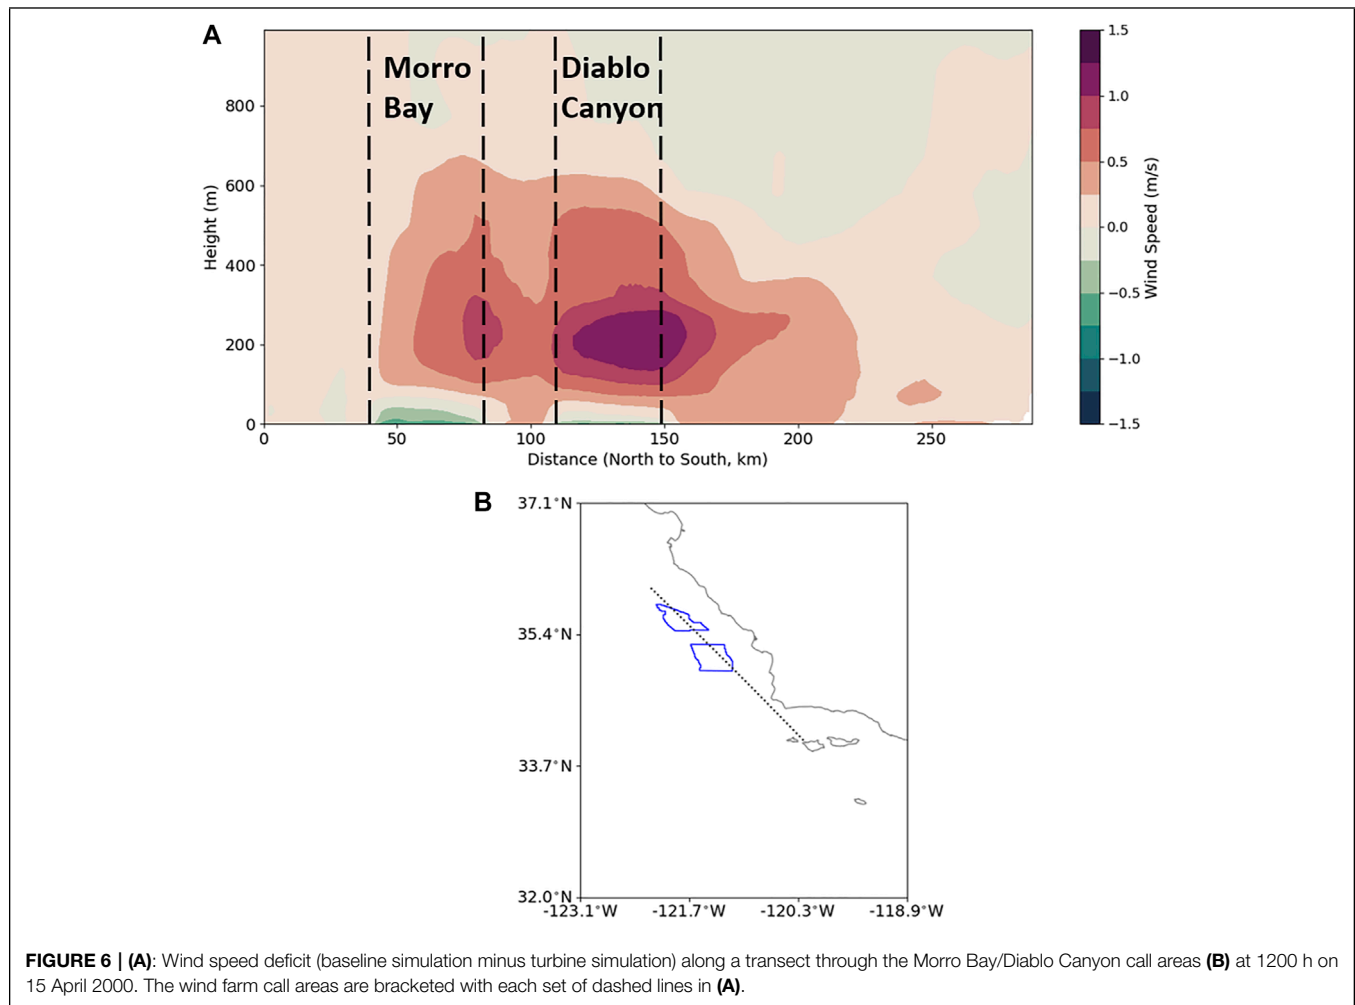 A
Morro
Bay
Diablo
Canyon
800
600
400
200
0
Height (m)
0
50
100
150
200
250
Distance (North to South, km)
1.5
1.0
0.5
0.0
−0.5
−1.0
−1.5
Wind Speed (m/s)
B
37.1°N
35.4°N
33.7°N
32.0°N
-123.1°W
-121.7°W
-120.3°W
-118.9°W
FIGURE 6 | (A): Wind speed deficit (baseline simulation minus turbine simulation) along a transect through the Morro Bay/Diablo Canyon call areas (B) at 1200 h on
15 April 2000. The wind farm call areas are bracketed with each set of dashed lines in (A).